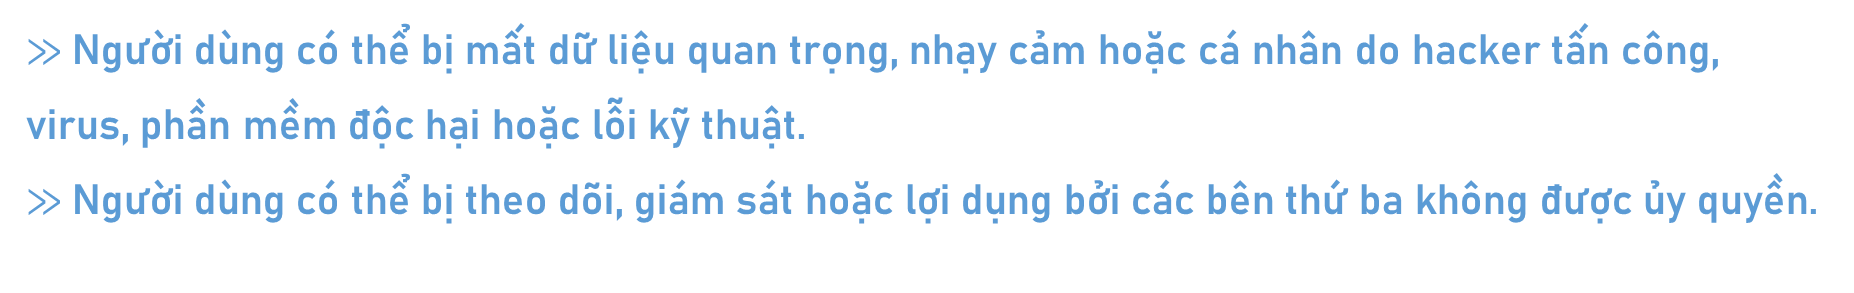 >> Người dùng có thể bị mất dữ liệu quan trọng, nhạy cảm hoặc cá nhân do hacker tấn công,
virus, phần mềm độc hại hoặc lỗi kỹ thuật.
>> Người dùng có thể bị theo dõi, giám sát hoặc lợi dụng bởi các bên thứ ba không được ủy quyền.